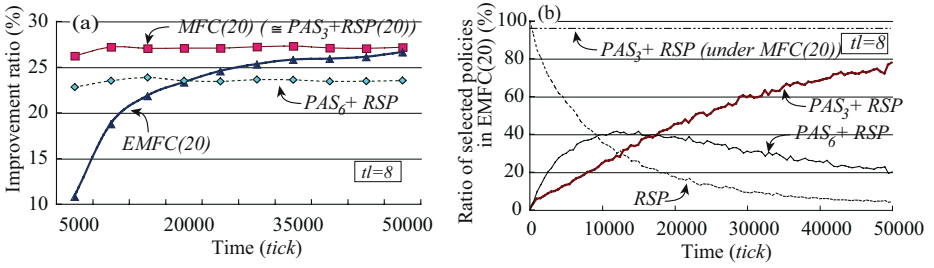 (a)
MFC(20) (≅ PAS3+RSP(20))
PAS6+ RSP
EMFC(20)
tl=8
Improvement ratio (%)
35
30
25
20
15
10
5000 20000 35000 50000
Time (tick)
(b)
PAS3+ RSP (under MFC(20))
tl=8
PAS3+ RSP
PAS6+ RSP
RSP
Ratio of selected policies
in EMFC(20) (%)
100
80
60
40
20
0
0 10000 20000 30000 40000 50000
Time (tick)